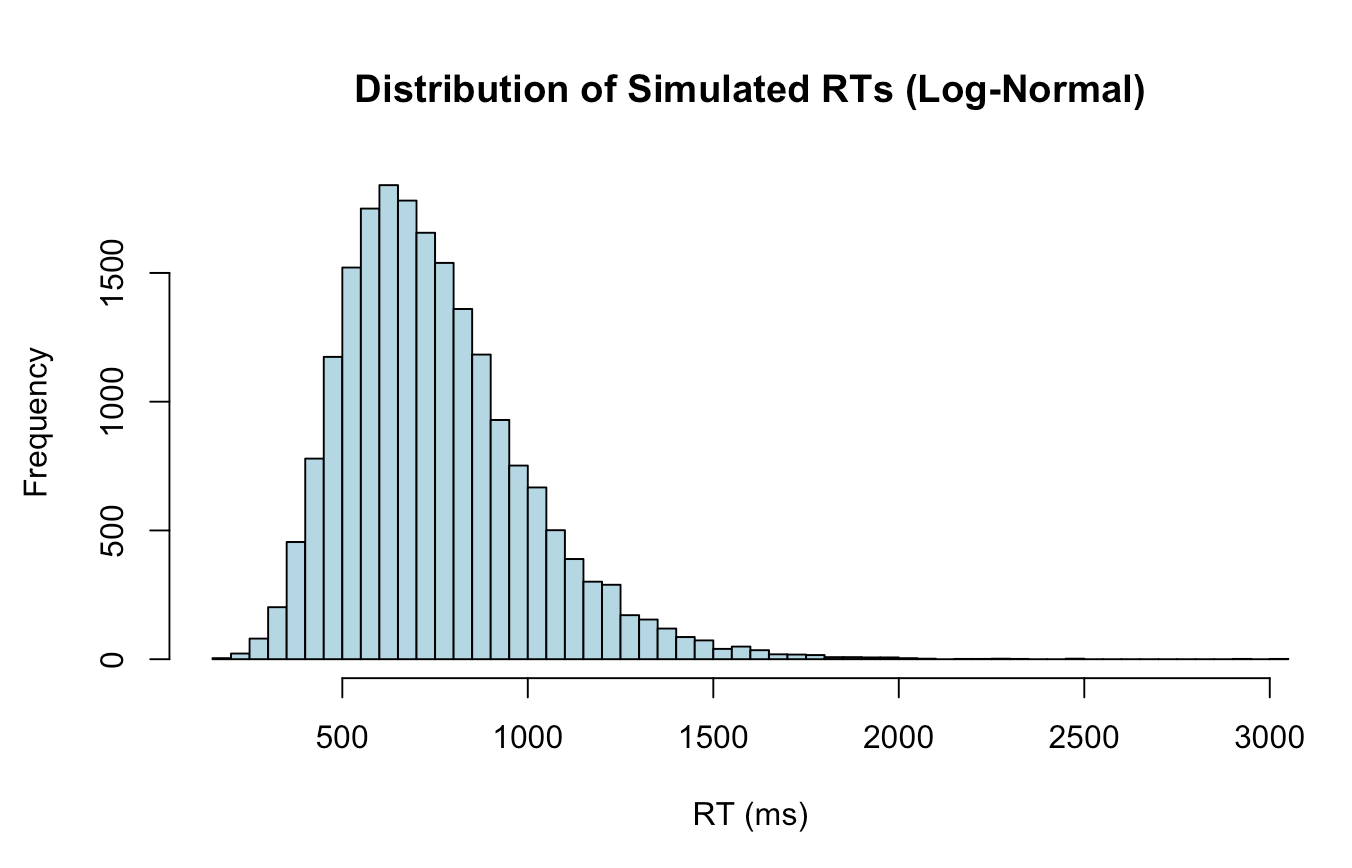 Distribution of Simulated RTs (Log-Normal)
Frequency
1500
1000
500
0
500 1000 1500 2000 2500 3000
RT (ms)